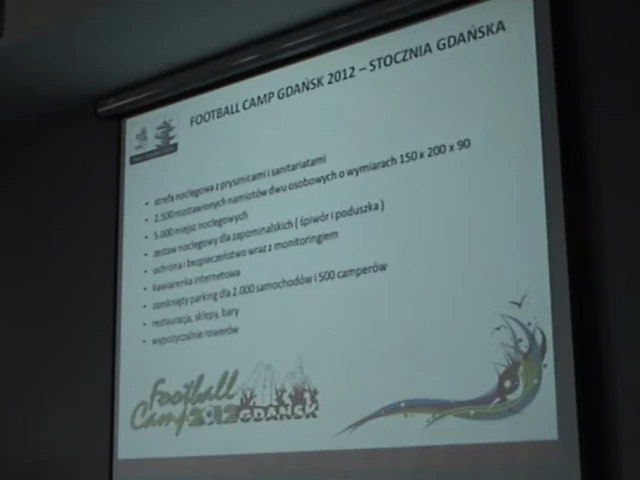 FOOTBALL CAMP GDAŃSK 2012 – STOCZNIA GDAŃSKA
• strefa noclegowa z prysznicami i sanitariatami
• 2.500 rozstawionych namiotów dwu osobowych o wymiarach 150 x 200 x 90
• 5.000 miejsc noclegowych
• zestaw noclegowy dla zapominalskich ( śpiwór i poduszka )
• ochrona i bezpieczeństwo wraz z monitoringiem
• kawiarenka internetowa
• zamknięty parking dla 2.000 samochodów i 500 camperów
• restauracja, sklepy, bary
• wypożyczalnie rowerów
Football
Camp 2012 GDAŃSK